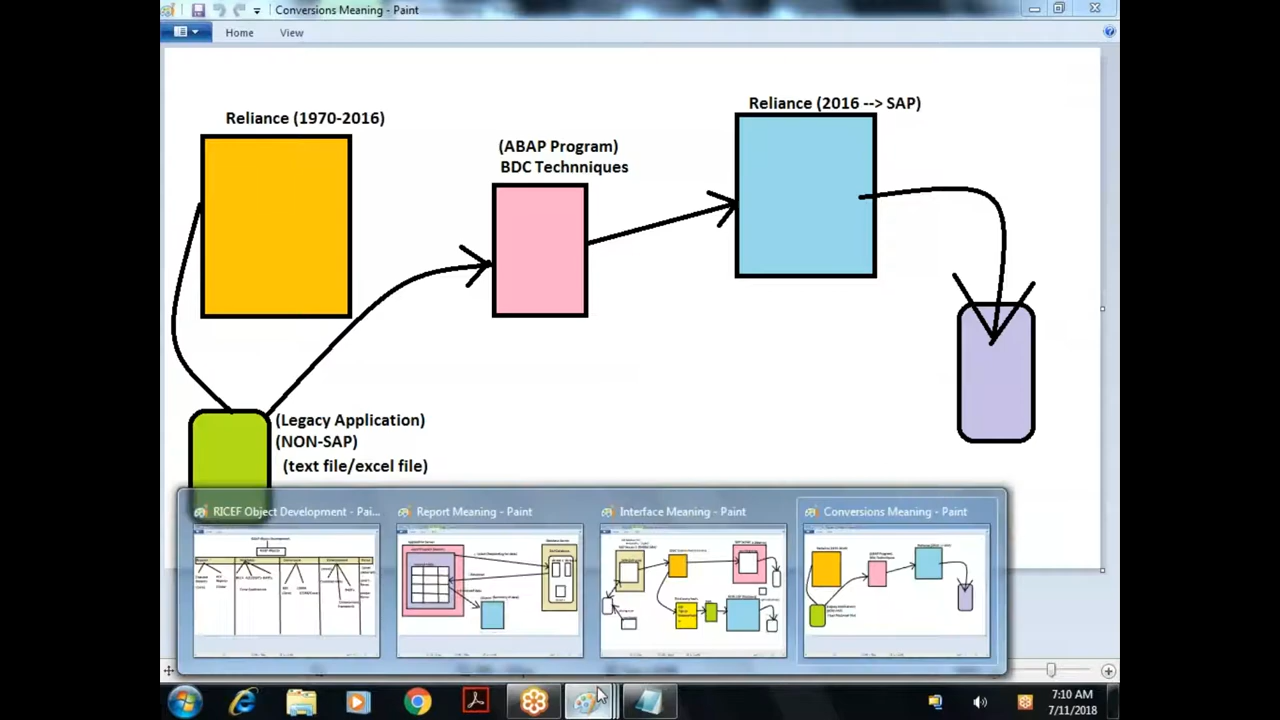 Conversions Meaning - Paint
Home View
Reliance (1970-2016)
Reliance (2016 --> SAP)
(ABAP Program)
BDC Technniques
(Legacy Application)
(NON-SAP)
(text file/excel file)
RICEF Object Development - Pai... Report Meaning - Paint Interface Meaning - Paint Conversions Meaning - Paint
7:10 AM
7/11/2018